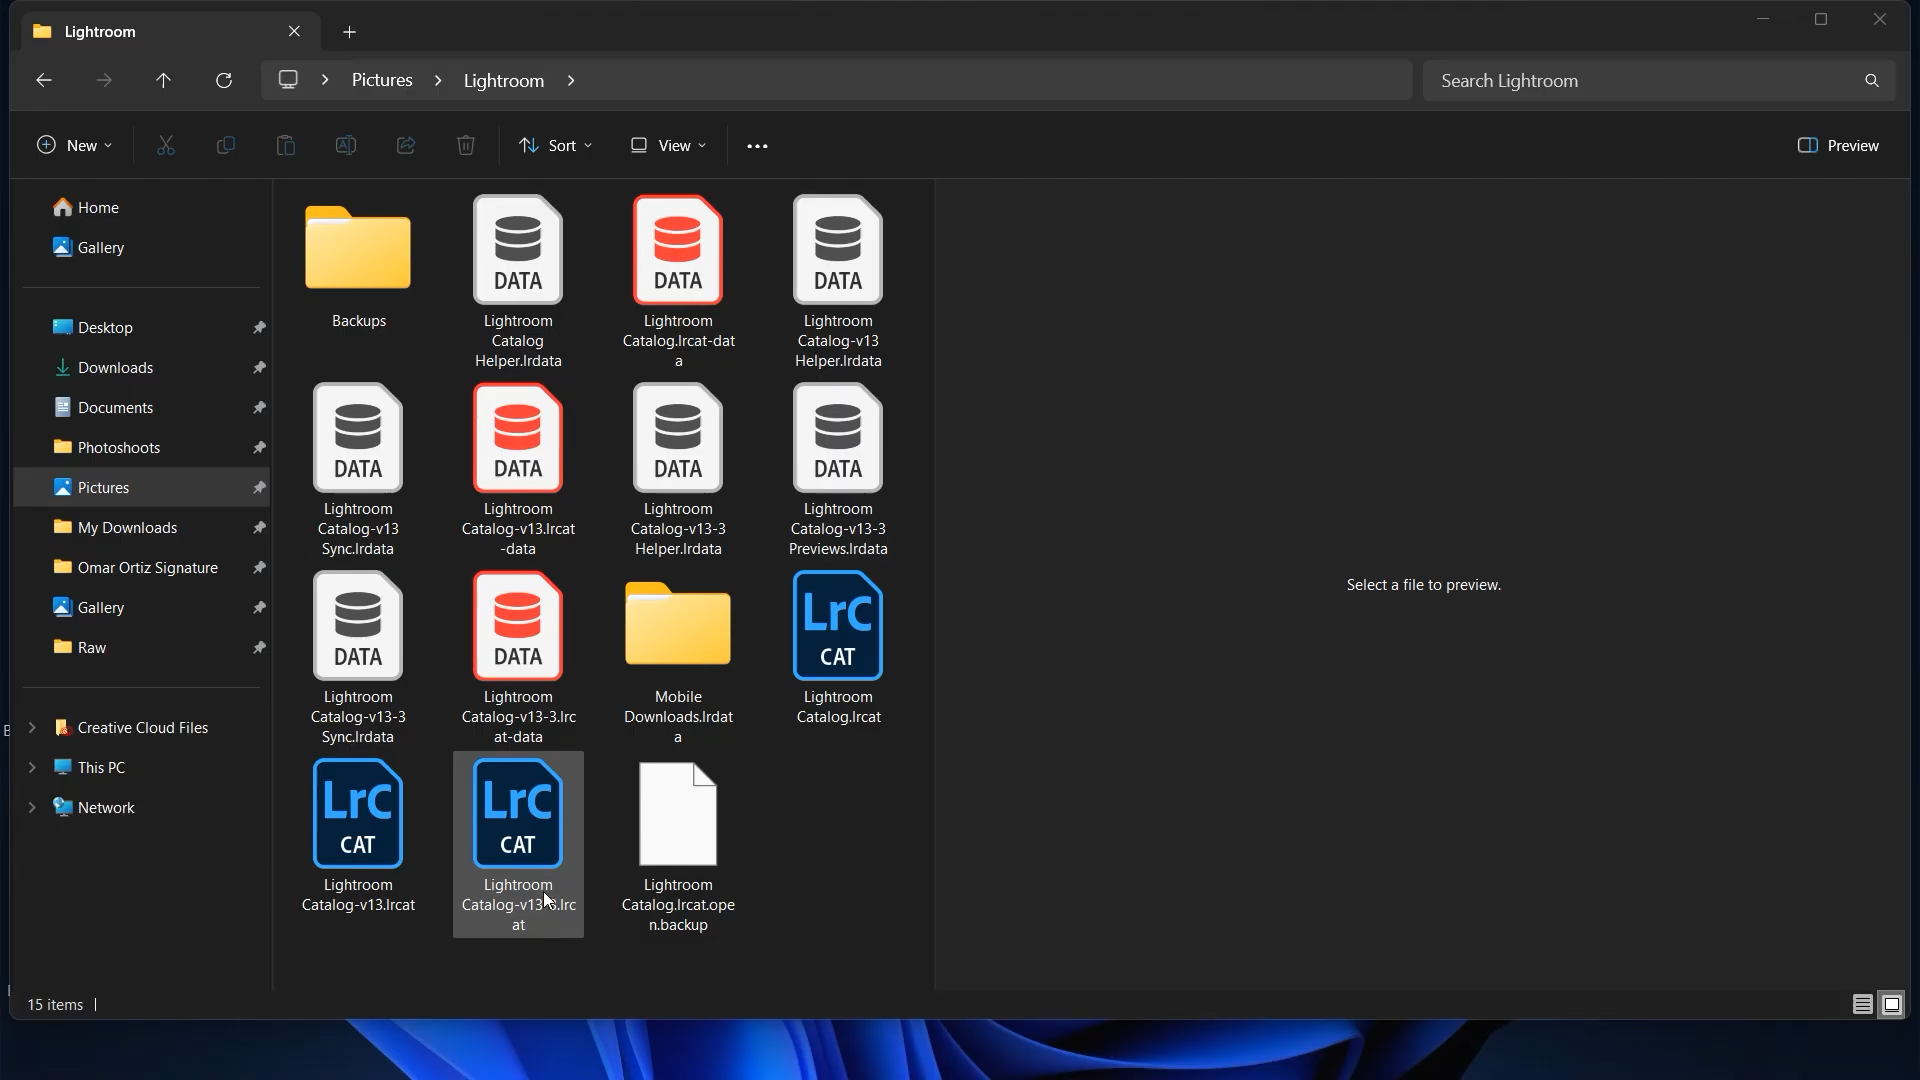 Lightroom
Pictures
Lightroom
Search Lightroom
New
Sort
View
Preview
Home
Gallery
Desktop
Downloads
Documents
Photoshoots
Pictures
My Downloads
Omar Ortiz Signature
Gallery
Raw
Creative Cloud Files
This PC
Network
Backups
DATA
Lightroom
Catalog
Helper.lrdata
DATA
Lightroom
Catalog.lrcat-dat
a
DATA
Lightroom
Catalog-v13
Helper.lrdata
DATA
Lightroom
Catalog-v13
Sync.lrdata
DATA
Lightroom
Catalog-v13.lrcat
-data
DATA
Lightroom
Catalog-v13-3
Helper.lrdata
DATA
Lightroom
Catalog-v13-3
Previews.lrdata
DATA
Lightroom
Catalog-v13-3
Sync.lrdata
DATA
Lightroom
Catalog-v13-3.lrc
at-data
Mobile
Downloads.lrdat
a
LrC
CAT
Lightroom
Catalog.lrcat
LrC
CAT
Lightroom
Catalog-v13.lrcat
LrC
CAT
Lightroom
Catalog-v13-3.lrc
at
Lightroom
Catalog.lrcat.ope
n.backup
Select a file to preview.
15 items